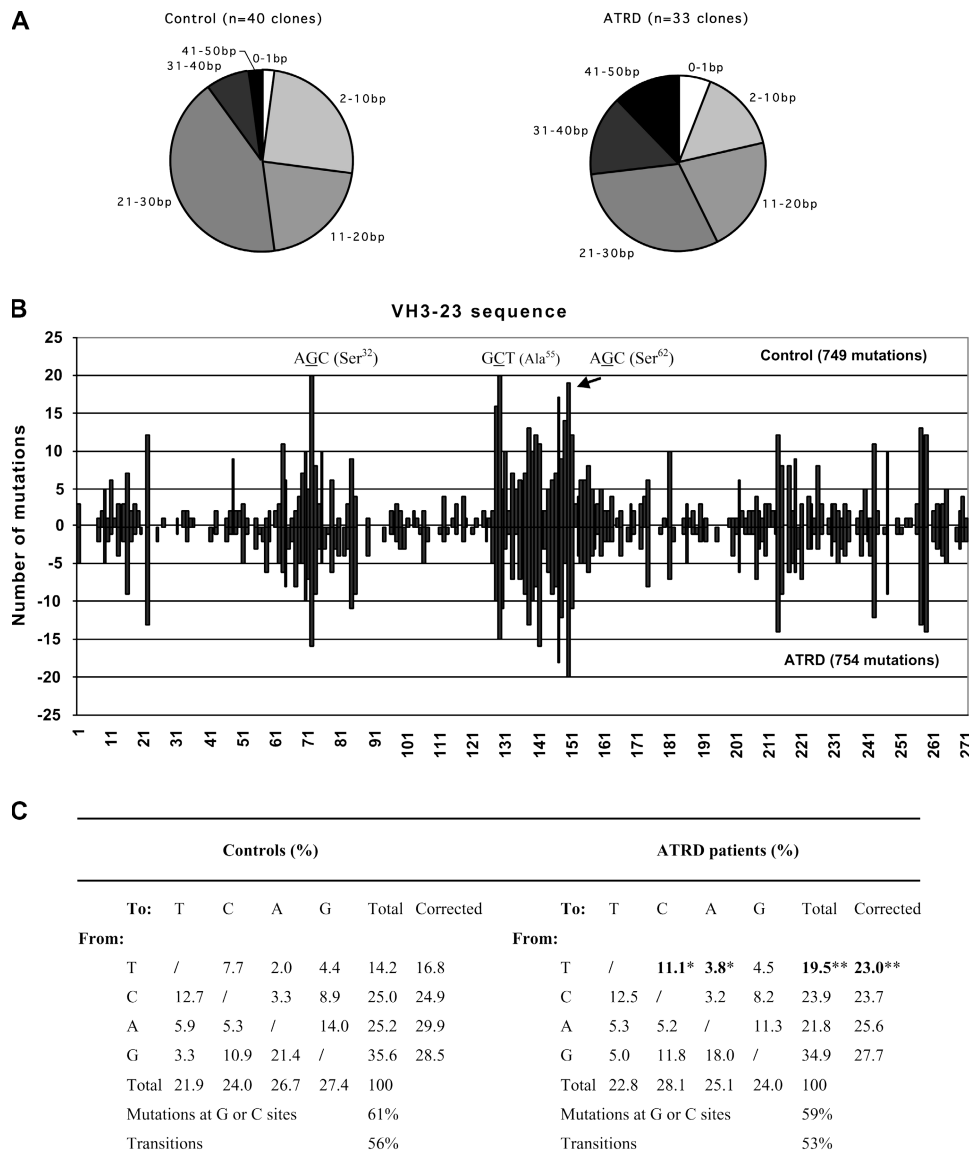 A
Control (n=40 clones)
ATRD (n=33 clones)
41-50bp
0-1bp
31-40bp
2-10bp
21-30bp
11-20bp
0-1bp
41-50bp
2-10bp
31-40bp
11-20bp
21-30bp
B
VH3-23 sequence
Number of mutations
25
20
15
10
5
0
-5
-10
-15
-20
-25
AGC (Ser32)
GCT (Ala55)
AGC (Ser62)
Control (749 mutations)
ATRD (754 mutations)
1 11 21 31 41 51 61 71 81 91 101 111 121 131 141 151 161 171 181 191 201 211 221 231 241 251 261 271
C
Controls (%) ATRD patients (%)
To: T C A G Total Corrected To: T C A G Total Corrected
From: From:
T / 7.7 2.0 4.4 14.2 16.8 T / 11.1* 3.8* 4.5 19.5** 23.0**
C 12.7 / 3.3 8.9 25.0 24.9 C 12.5 / 3.2 8.2 23.9 23.7
A 5.9 5.3 / 14.0 25.2 29.9 A 5.3 5.2 / 11.3 21.8 25.6
G 3.3 10.9 21.4 / 35.6 28.5 G 5.0 11.8 18.0 / 34.9 27.7
Total 21.9 24.0 26.7 27.4 100 Total 22.8 28.1 25.1 24.0 100
Mutations at G or C sites 61% Mutations at G or C sites 59%
Transitions 56% Transitions 53%